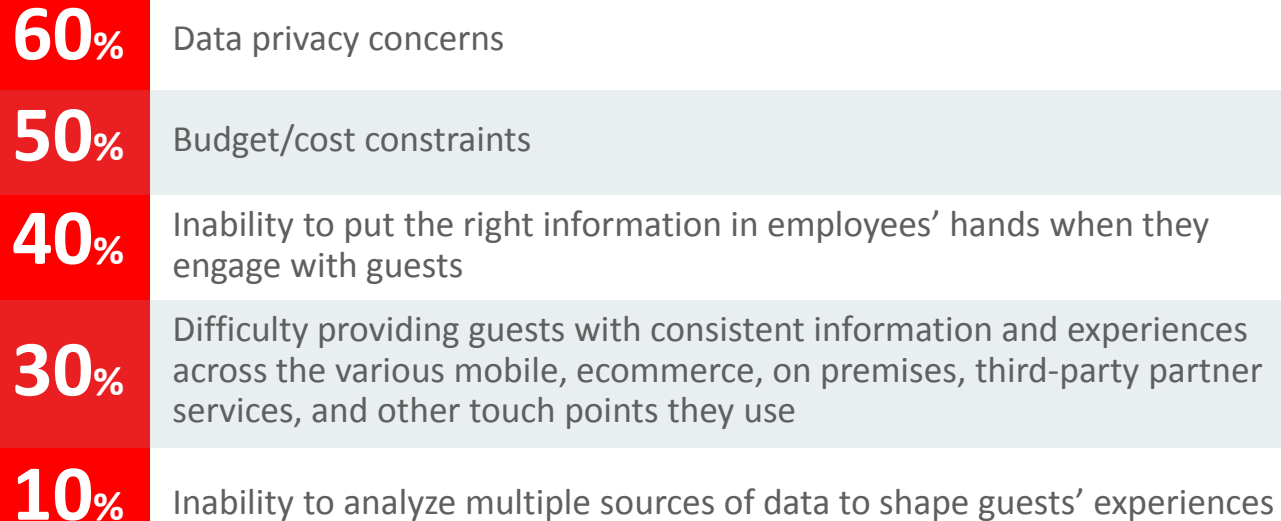 60% Data privacy concerns
50% Budget/cost constraints
40% Inability to put the right information in employees’ hands when they
engage with guests
30% Difficulty providing guests with consistent information and experiences
across the various mobile, ecommerce, on premises, third-party partner
services, and other touch points they use
10% Inability to analyze multiple sources of data to shape guests’ experiences